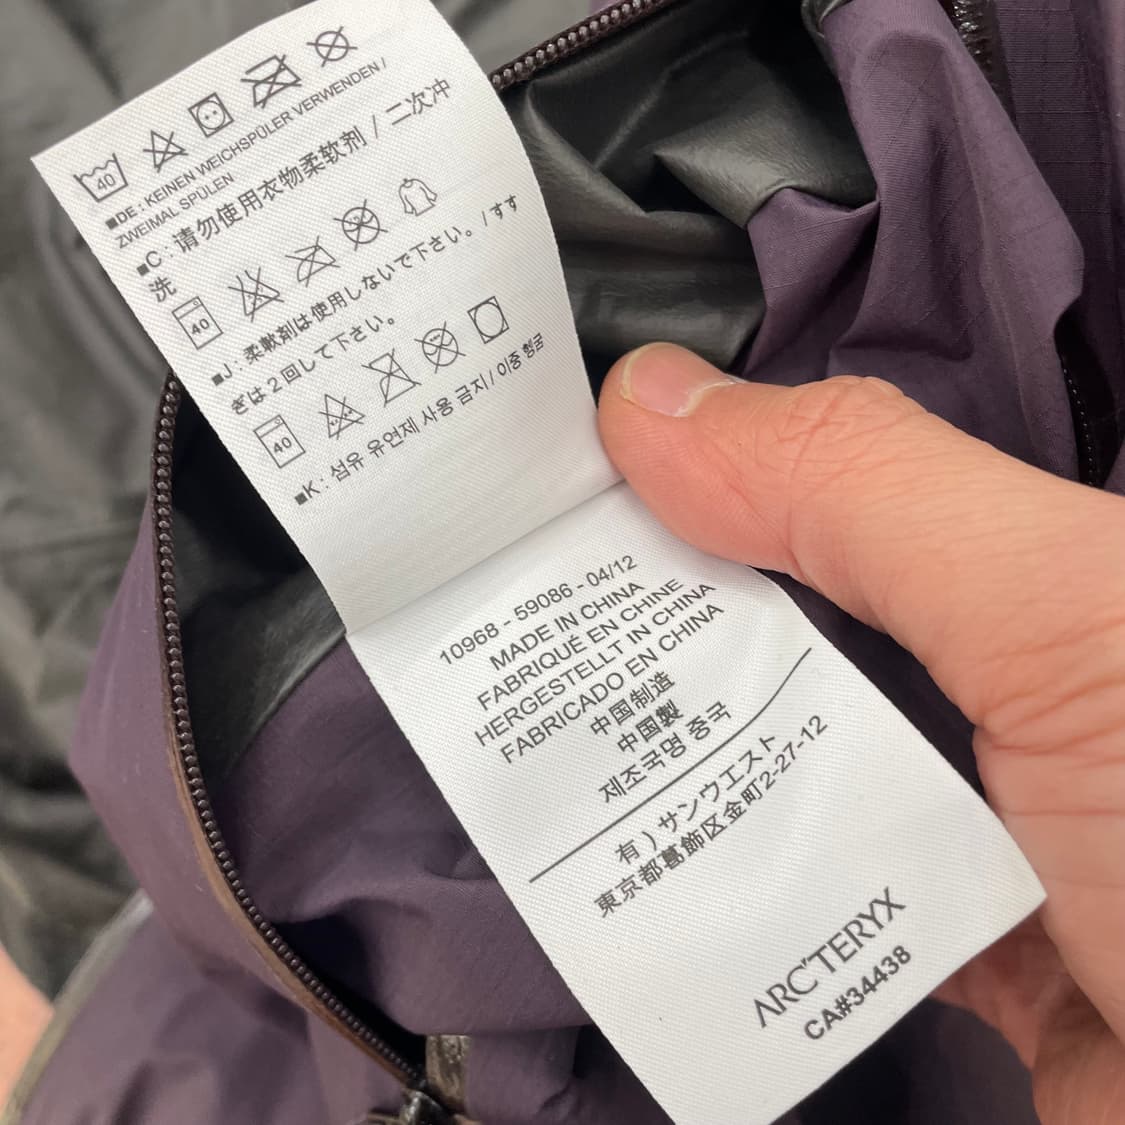 40
■DE : KEINEN WEICHSPÜLER VERWENDEN /
ZWEIMAL SPÜLEN
■C : 请勿使用衣物柔软剂 / 二次冲
洗
40
■J : 柔軟剤は使用しないで下さい。/ すす
ぎは２回して下さい。
40
■K : 섬유 유연제 사용 금지 / 이중 헹굼
10968 - 59086 - 04/12
MADE IN CHINA
FABRIQUÉ EN CHINE
HERGESTELLT IN CHINA
FABRICADO EN CHINA
中国制造
中国製
제조국명 중국
有 ) サンウエスト
東京都葛飾区金町2-27-12
ARC'TERYX
CA#34438